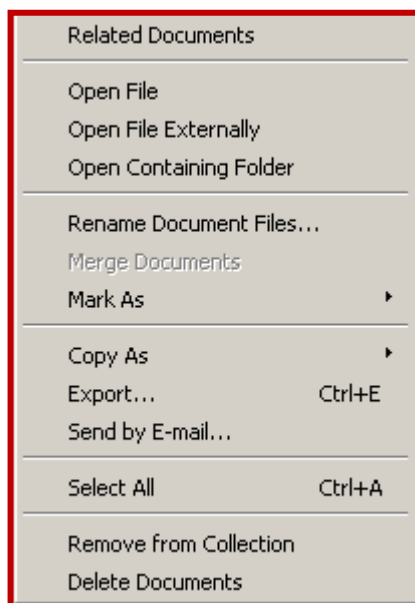 Related Documents
Open File
Open File Externally
Open Containing Folder
Rename Document Files...
Merge Documents
Mark As
Copy As
Export... Ctrl+E
Send by E-mail...
Select All Ctrl+A
Remove from Collection
Delete Documents